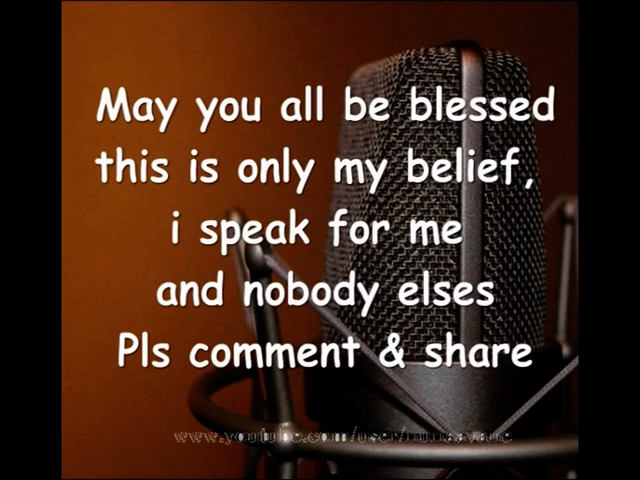 May you all be blessed
this is only my belief,
i speak for me
and nobody elses
Pls comment & share